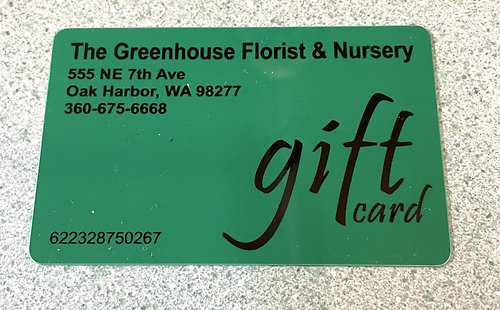 The Greenhouse Florist & Nursery
555 NE 7th Ave
Oak Harbor, WA 98277
360-675-6668
gift
card
622328750267